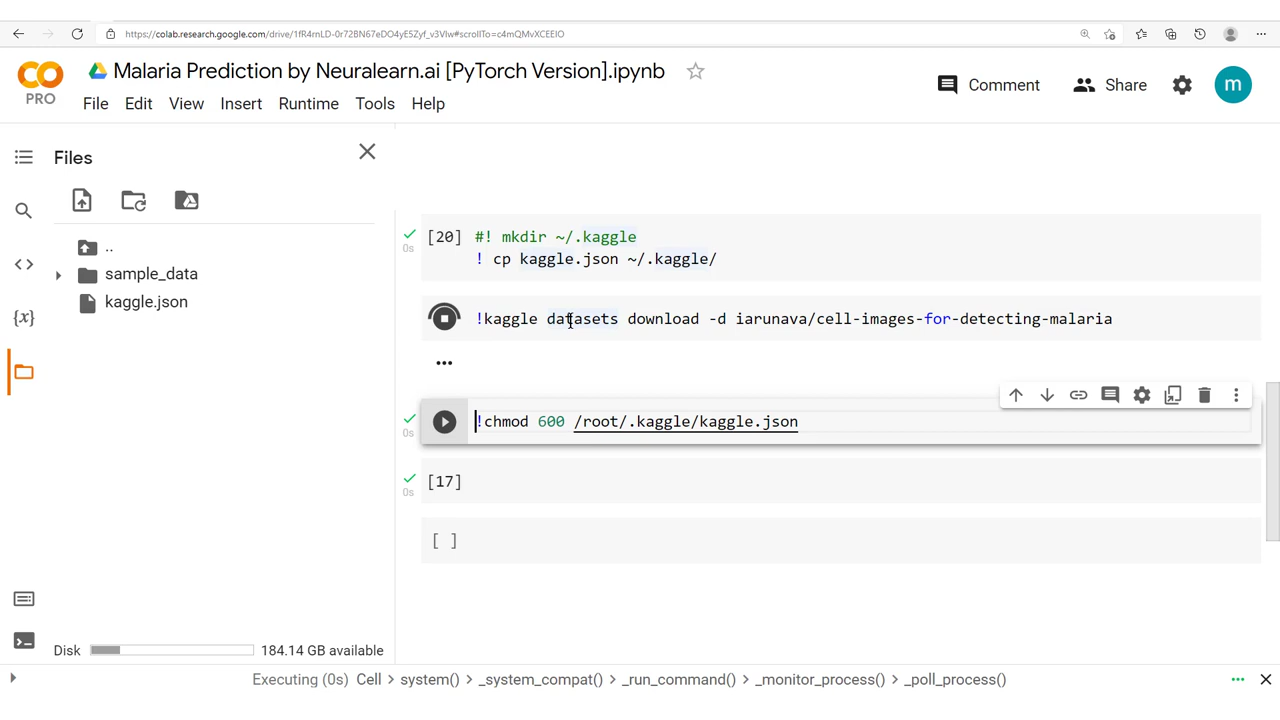 https://colab.research.google.com/drive/1fR4rnLD-0r72BN67eDO4yE5Zyf_v3Vlw#scrollTo=c4mQMvXCEEIO
PRO
Malaria Prediction by Neuralearn.ai [PyTorch Version].ipynb
File Edit View Insert Runtime Tools Help
Comment
Share
m
Files
..
sample_data
kaggle.json
{x}
[20] #! mkdir ~/.kaggle
0s
! cp kaggle.json ~/.kaggle/
!kaggle datasets download -d iarunava/cell-images-for-detecting-malaria
!chmod 600 /root/.kaggle/kaggle.json
0s
[17]
0s
[ ]
Disk 184.14 GB available
Executing (0s) Cell > system() > _system_compat() > _run_command() > _monitor_process() > _poll_process()